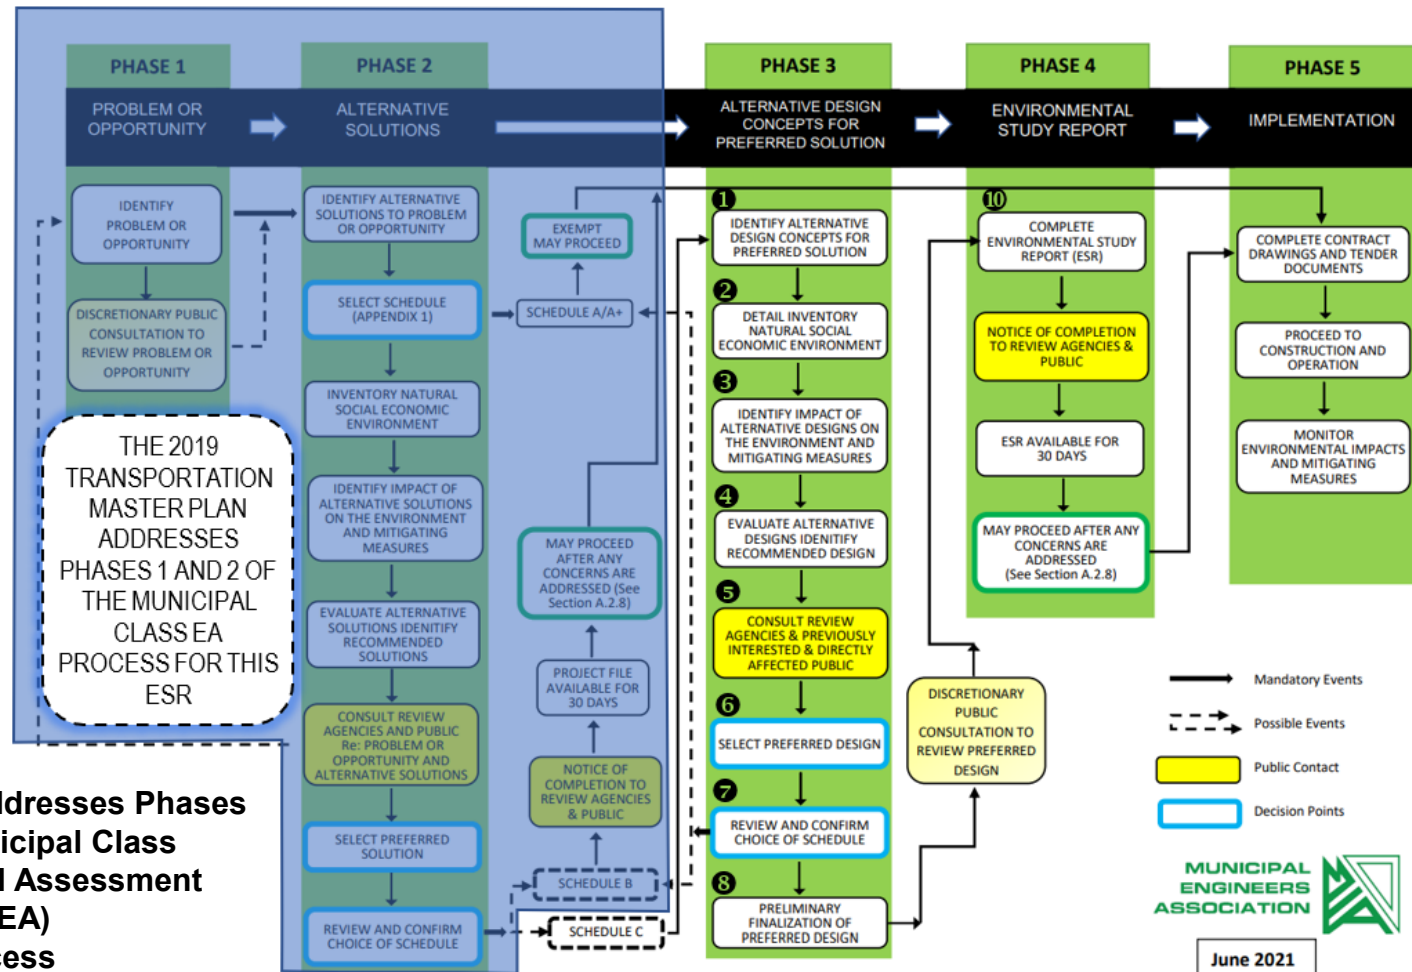 PHASE 1
PHASE 2
PHASE 3
PHASE 4
PHASE 5
PROBLEM OR
OPPORTUNITY
ALTERNATIVE
SOLUTIONS
ALTERNATIVE DESIGN
CONCEPTS FOR
PREFERRED SOLUTION
ENVIRONMENTAL
STUDY REPORT
IMPLEMENTATION
IDENTIFY
PROBLEM OR
OPPORTUNITY
DISCRETIONARY PUBLIC
CONSULTATION TO
REVIEW PROBLEM OR
OPPORTUNITY
THE 2019
TRANSPORTATION
MASTER PLAN
ADDRESSES
PHASES 1 AND 2 OF
THE MUNICIPAL
CLASS EA
PROCESS FOR THIS
ESR
ddresses Phases
icipal Class
l Assessment
EA)
cess
IDENTIFY ALTERNATIVE
SOLUTIONS TO PROBLEM
OR OPPORTUNITY
SELECT SCHEDULE
(APPENDIX 1)
INVENTORY NATURAL
SOCIAL ECONOMIC
ENVIRONMENT
IDENTIFY IMPACT OF
ALTERNATIVE SOLUTIONS
ON THE ENVIRONMENT
AND MITIGATING
MEASURES
EVALUATE ALTERNATIVE
SOLUTIONS IDENITIFY
RECOMMENDED
SOLUTIONS
CONSULT REVIEW
AGENCIES AND PUBLIC
Re: PROBLEM OR
OPPORTUNITY AND
ALTERNATIVE SOLUTIONS
SELECT PREFERRED
SOLUTION
REVIEW AND CONFIRM
CHOICE OF SCHEDULE
EXEMPT
MAY PROCEED
SCHEDULE A/A+
MAY PROCEED
AFTER ANY
CONCERNS ARE
ADDRESSED (See
Section A.2.8)
PROJECT FILE
AVAILABLE FOR
30 DAYS
NOTICE OF
COMPLETION TO
REVIEW AGENCIES
& PUBLIC
SCHEDULE B
SCHEDULE C
1
IDENTIFY ALTERNATIVE
DESIGN CONCEPTS FOR
PREFERRED SOLUTION
2
DETAIL INVENTORY
NATURAL SOCIAL
ECONOMIC ENVIRONMENT
3
IDENTIFY IMPACT OF
ALTERNATIVE DESIGNS ON
THE ENVIRONMENT AND
MITIGATING MEASURES
4
EVALUATE ALTERNATIVE
DESIGNS IDENITIFY
RECOMMENDED DESIGN
5
CONSULT REVIEW
AGENCIES & PREVIOUSLY
INTERESTED & DIRECTLY
AFFECTED PUBLIC
6
SELECT PREFERRED DESIGN
7
REVIEW AND CONFIRM
CHOICE OF SCHEDULE
8
PRELIMINARY
FINALIZATION OF
PREFERRED DESIGN
DISCRETIONARY
PUBLIC
CONSULTATION TO
REVIEW PREFERRED
DESIGN
10
COMPLETE
ENVIRONMENTAL STUDY
REPORT (ESR)
NOTICE OF COMPLETION
TO REVIEW AGENCIES &
PUBLIC
ESR AVAILABLE FOR
30 DAYS
MAY PROCEED AFTER ANY
CONCERNS ARE
ADDRESSED
(See Section A.2.8)
COMPLETE CONTRACT
DRAWINGS AND TENDER
DOCUMENTS
PROCEED TO
CONSTRUCTION AND
OPERATION
MONITOR
ENVIRONMENTAL IMPACTS
AND MITIGATING
MEASURES
Mandatory Events
Possible Events
Public Contact
Decision Points
MUNICIPAL
ENGINEERS
ASSOCIATION
June 2021